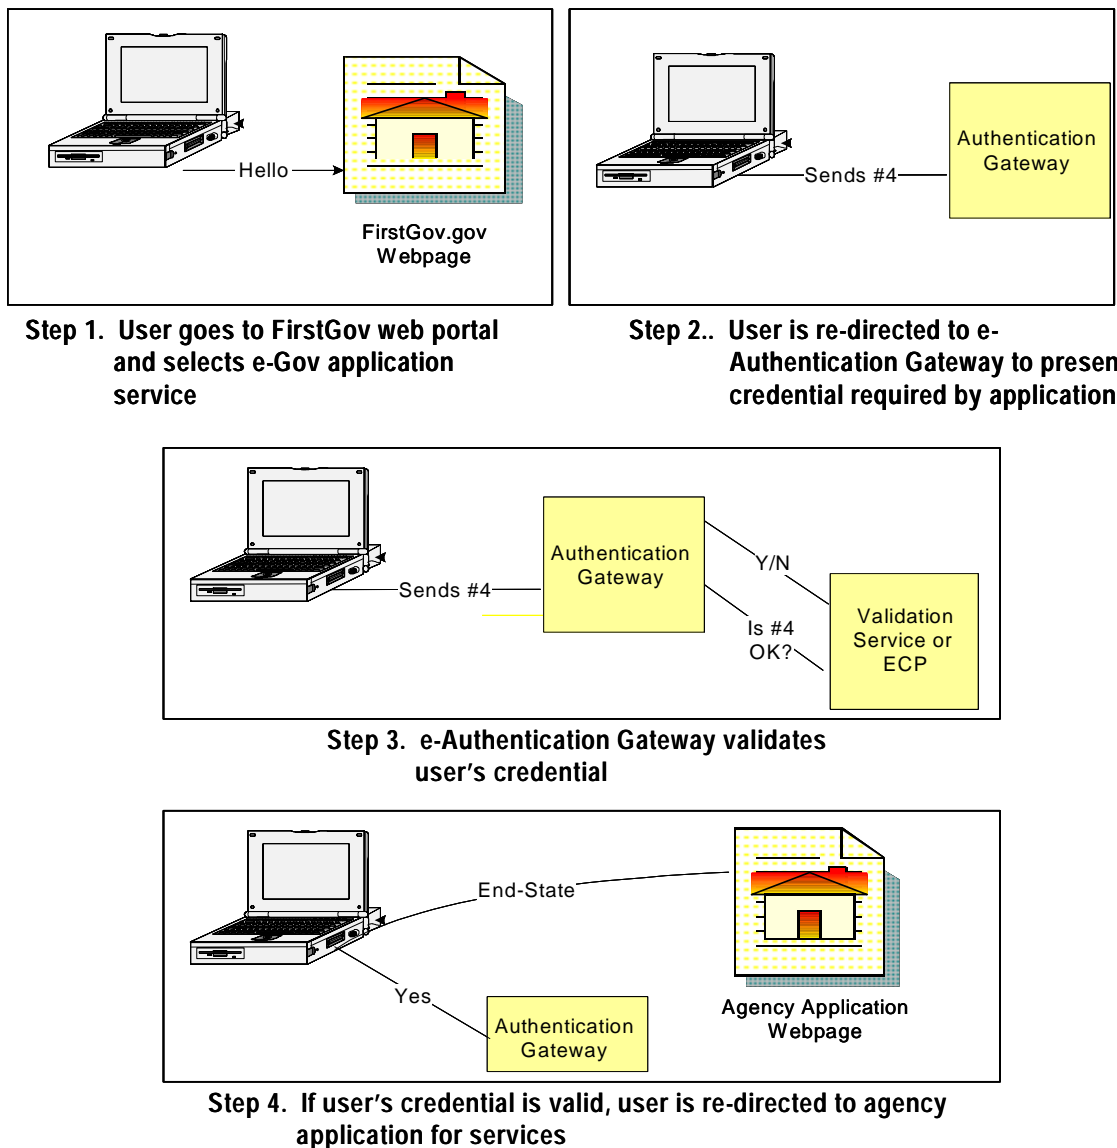 Hello
FirstGov.gov
Webpage
Step 1. User goes to FirstGov web portal
and selects e-Gov application
service
Sends #4
Authentication
Gateway
Step 2.. User is re-directed to e-
Authentication Gateway to presen
credential required by application
Sends #4
Authentication
Gateway
Y/N
Is #4
OK?
Validation
Service or
ECP
Step 3. e-Authentication Gateway validates
user’s credential
End-State
Yes
Authentication
Gateway
Agency Application
Webpage
Step 4. If user’s credential is valid, user is re-directed to agency
application for services